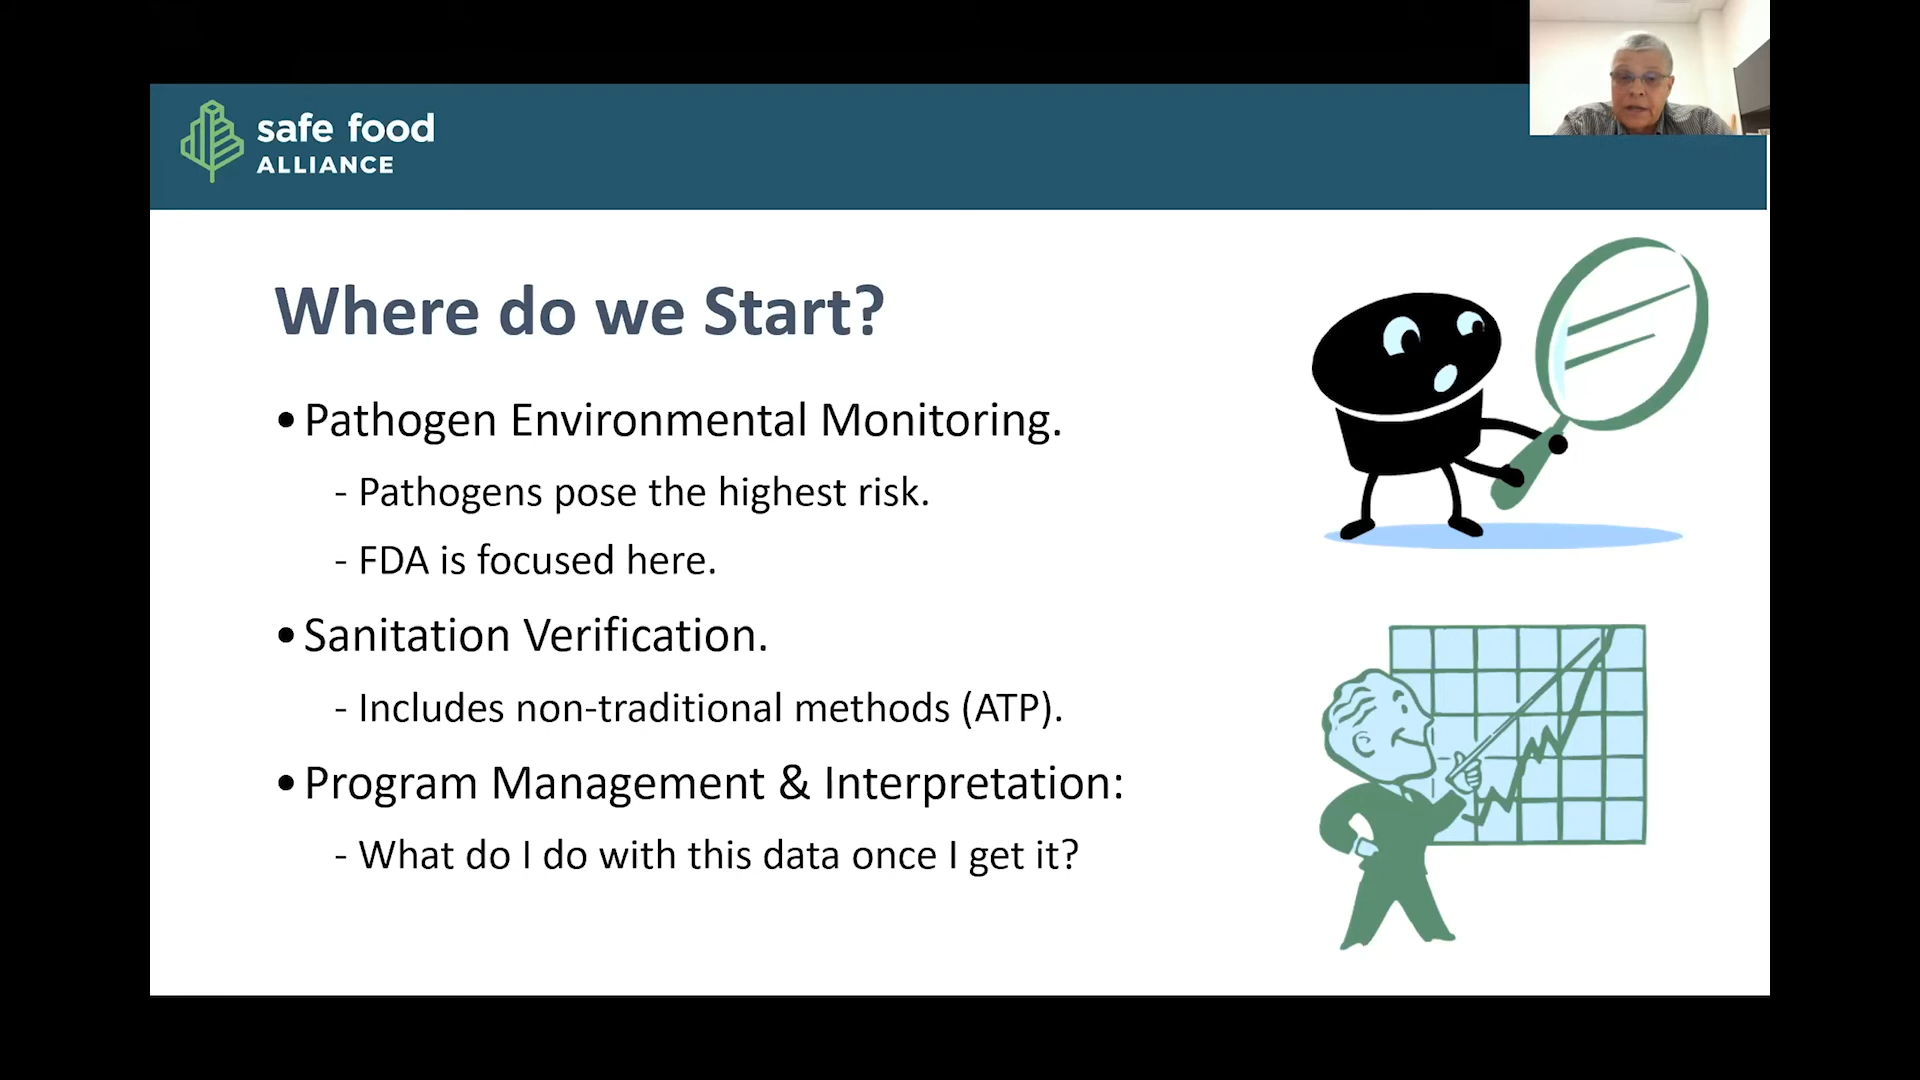 safe food
ALLIANCE
Where do we Start?
• Pathogen Environmental Monitoring.
- Pathogens pose the highest risk.
- FDA is focused here.
• Sanitation Verification.
- Includes non-traditional methods (ATP).
• Program Management & Interpretation:
- What do I do with this data once I get it?